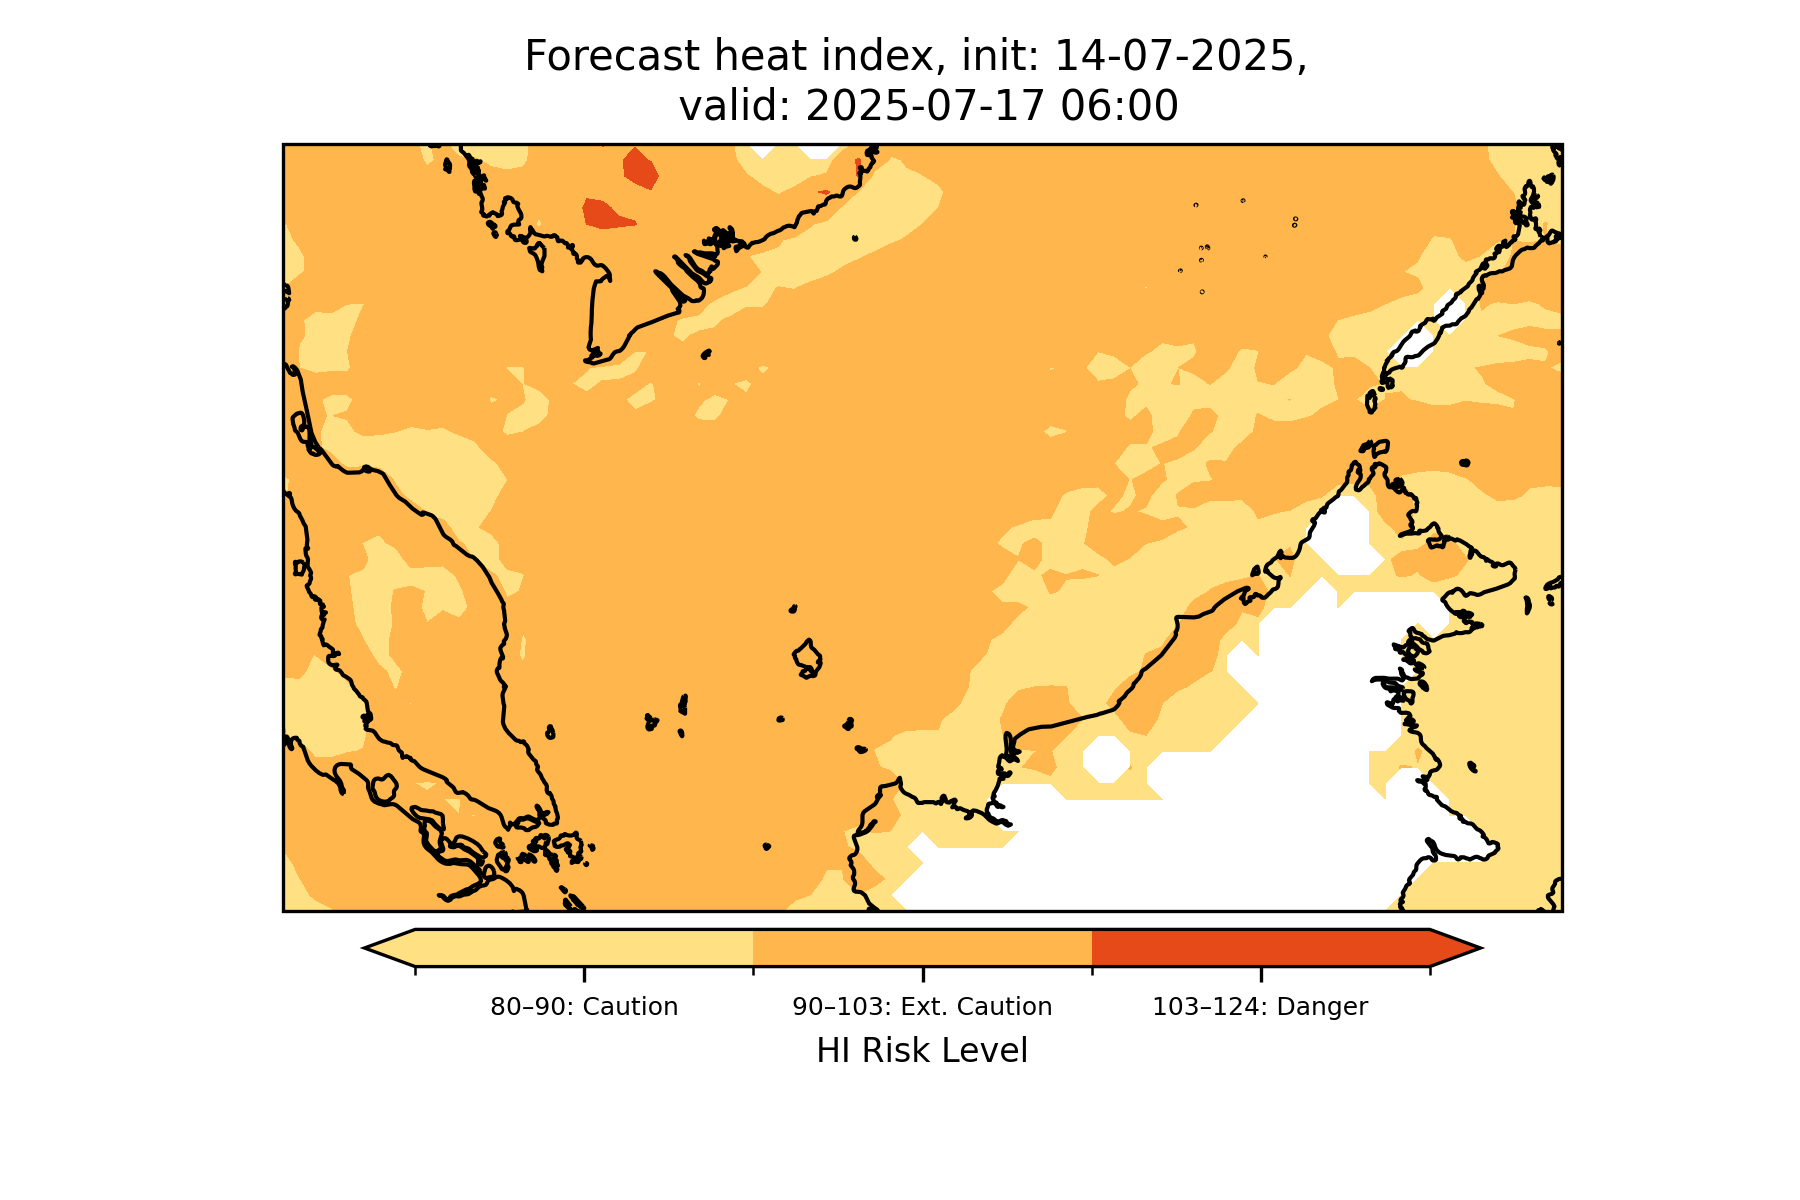 Forecast heat index, init: 14-07-2025,
valid: 2025-07-17 06:00
80–90: Caution
90–103: Ext. Caution
103–124: Danger
HI Risk Level